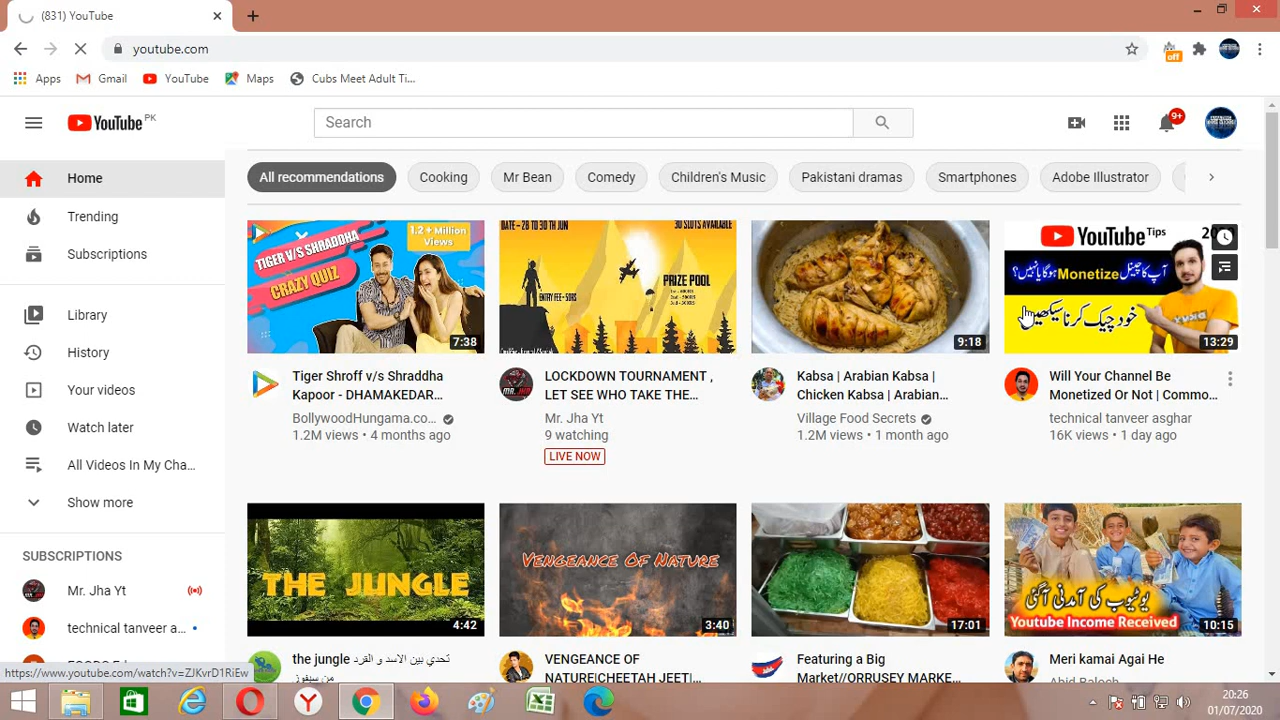 (831) YouTube
youtube.com
off
Apps
Gmail
YouTube
Maps
Cubs Meet Adult Ti...
YouTube PK
Search
9+
All recommendations
Cooking
Mr Bean
Comedy
Children's Music
Pakistani dramas
Smartphones
Adobe Illustrator
Home
Trending
Subscriptions
Library
History
Your videos
Watch later
All Videos In My Cha...
Show more
SUBSCRIPTIONS
Mr. Jha Yt
technical tanveer a...
TIGER V/S SHRADDHA
CRAZY QUIZ
1.2+ Million
Views
7:38
Tiger Shroff v/s Shraddha
Kapoor - DHAMAKEDAR...
BollywoodHungama.co...
1.2M views • 4 months ago
DATE - 28 TO 30 TH JUN
30 SLOTS AVAILABLE
ENTRY FEE-50RS
PRIZE POOL
MR. JHA
LOCKDOWN TOURNAMENT ,
LET SEE WHO TAKE THE...
Mr. Jha Yt
9 watching
LIVE NOW
9:18
Kabsa | Arabian Kabsa |
Chicken Kabsa | Arabian...
Village Food Secrets
1.2M views • 1 month ago
YouTube Tips
آپ کا چینل Monetize ہوگا یا نہیں؟
خود چیک کرنا سیکھیں
13:29
Will Your Channel Be
Monetized Or Not | Commo...
technical tanveer asghar
16K views • 1 day ago
THE JUNGLE
4:42
the jungle تحدي بين الاسد و القرد
من سيفوز
VENGEANCE OF NATURE
3:40
VENGEANCE OF
NATURE|CHEETAH JEET|...
17:01
Featuring a Big
Market//ORRUSEY MARKE...
یوٹیوب کی آمدنی آگئی
Youtube Income Received
10:15
Meri kamai Agai He
Abid Baloch
https://www.youtube.com/watch?v=ZJKvrD1RiEw
20:26
01/07/2020